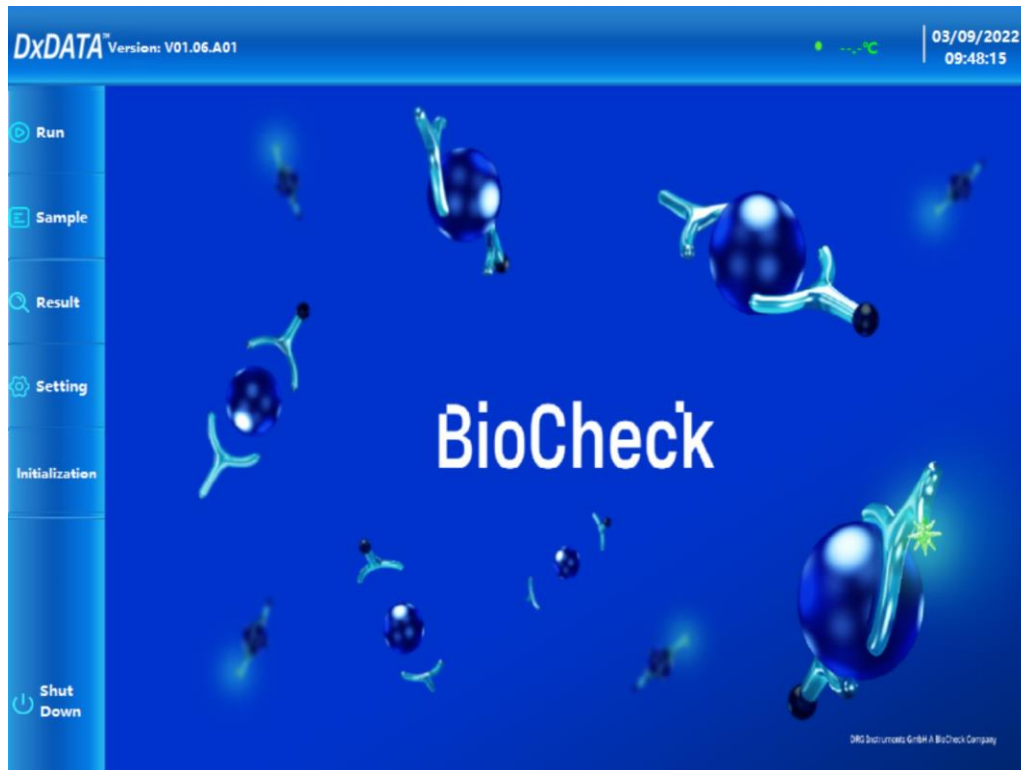 DxDATA™ Version: V01.06.A01
--.-°C
03/09/2022
09:48:15
Run
Sample
Result
Setting
Initialization
BioCheck
Shut
Down
DRG Instruments GmbH A BioCheck Company